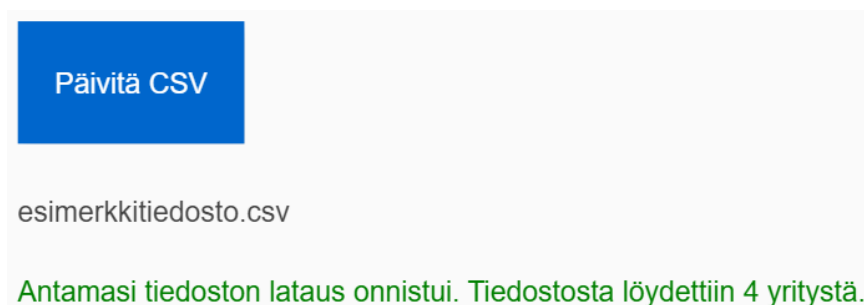 Päivitä CSV
esimerkkitiedosto.csv
Antamasi tiedoston lataus onnistui. Tiedostosta löydettiin 4 yritystä.